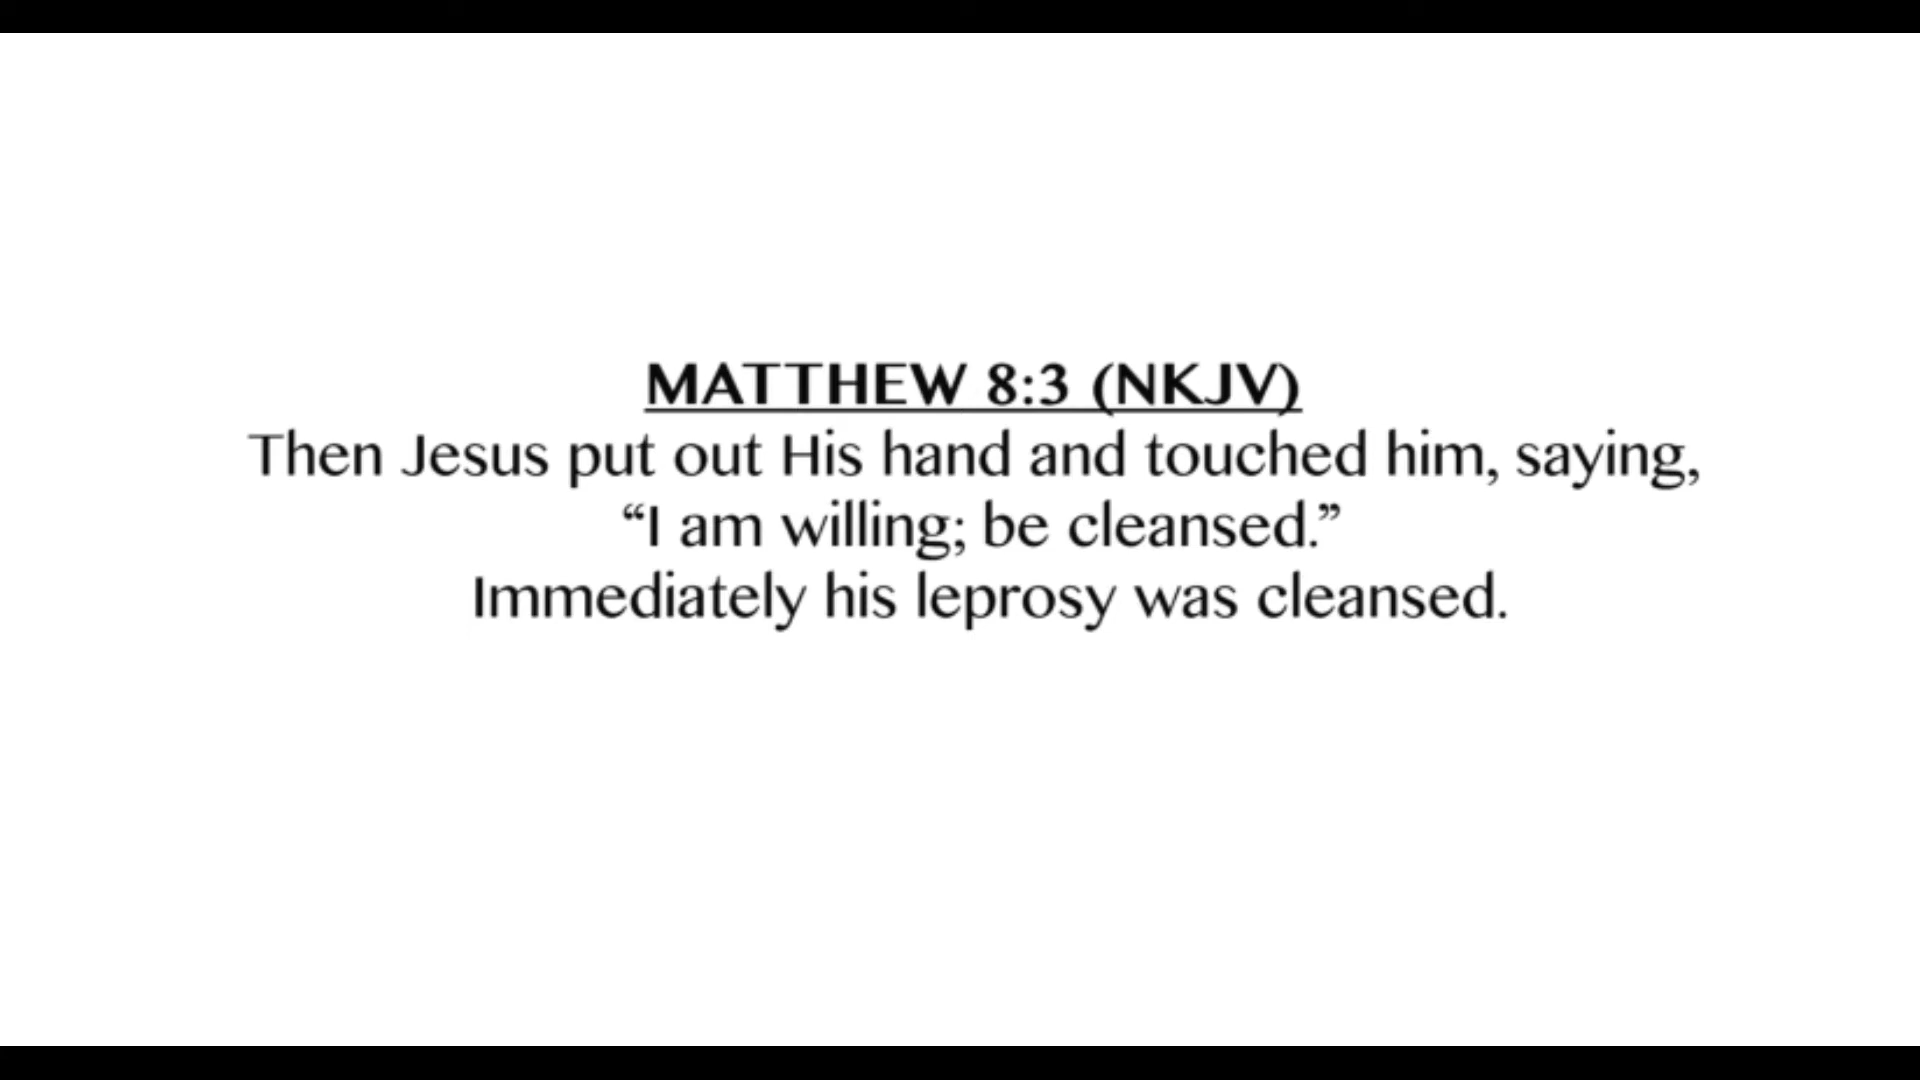 MATTHEW 8:3 (NKJV)
Then Jesus put out His hand and touched him, saying,
“I am willing; be cleansed.”
Immediately his leprosy was cleansed.